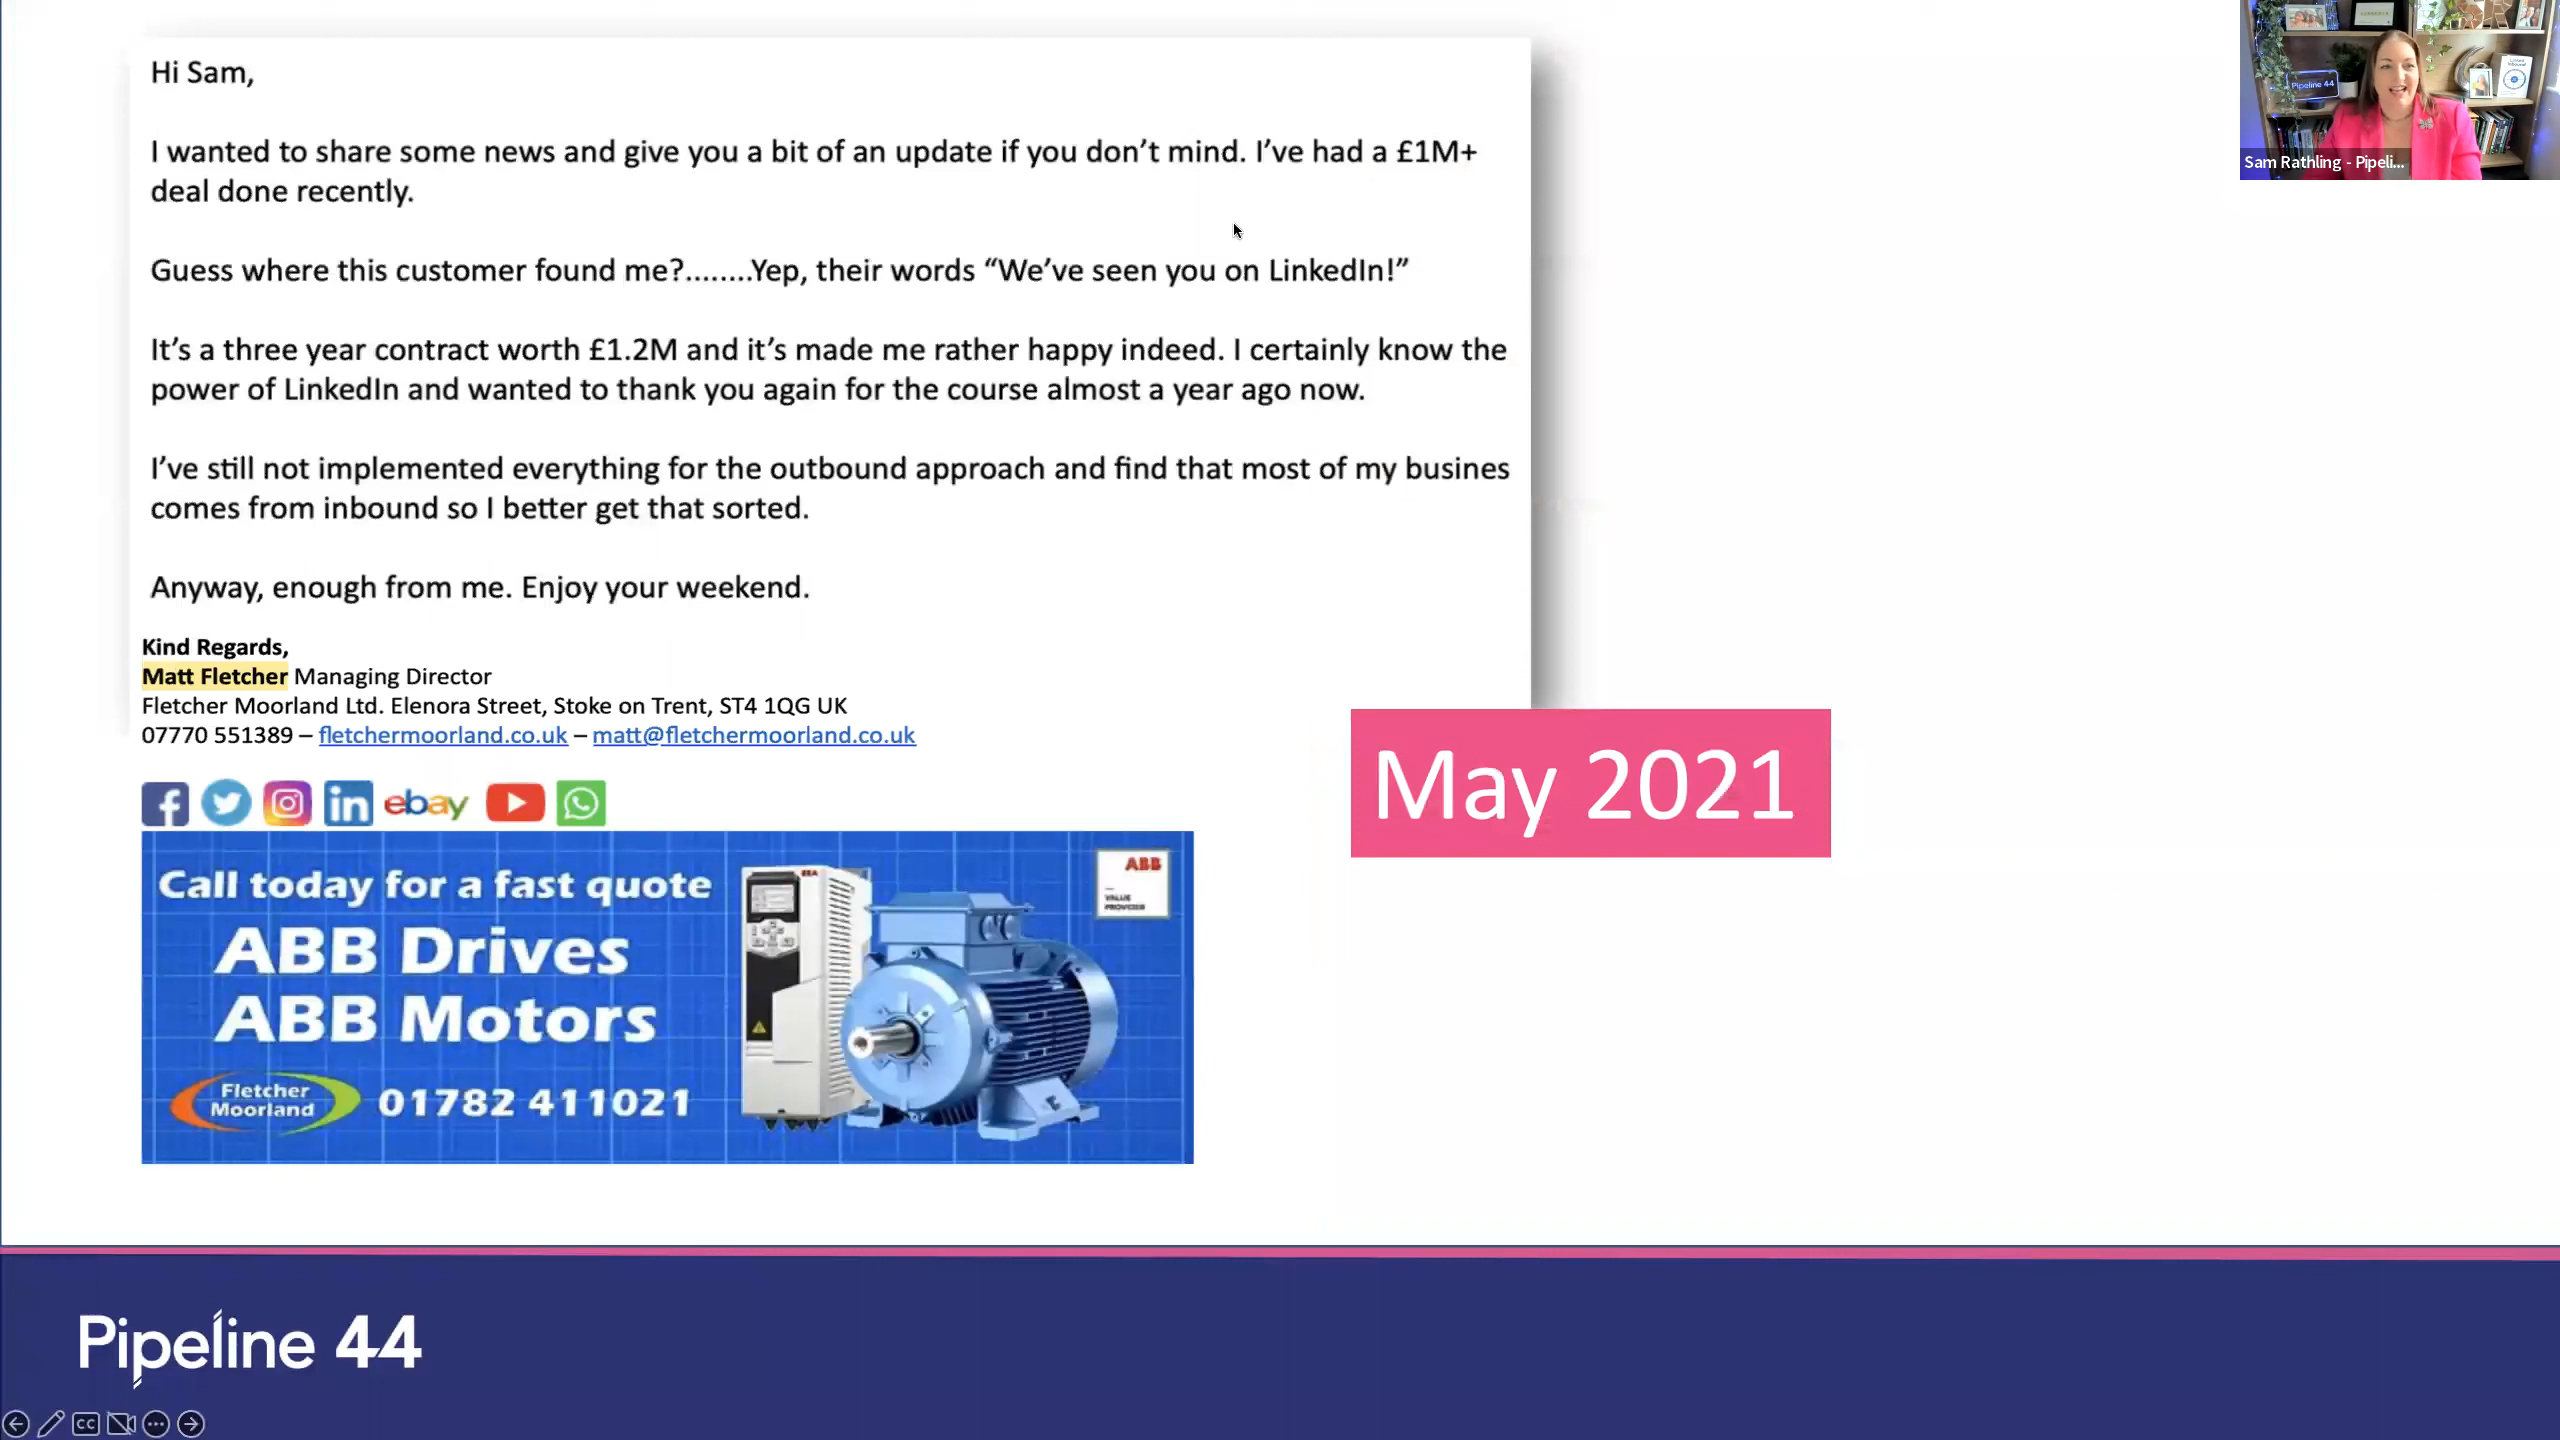 Hi Sam,
I wanted to share some news and give you a bit of an update if you don’t mind. I’ve had a £1M+
deal done recently.
Guess where this customer found me?........Yep, their words “We’ve seen you on LinkedIn!”
It’s a three year contract worth £1.2M and it’s made me rather happy indeed. I certainly know the
power of LinkedIn and wanted to thank you again for the course almost a year ago now.
I’ve still not implemented everything for the outbound approach and find that most of my busines
comes from inbound so I better get that sorted.
Anyway, enough from me. Enjoy your weekend.
Kind Regards,
Matt Fletcher Managing Director
Fletcher Moorland Ltd. Elenora Street, Stoke on Trent, ST4 1QG UK
07770 551389 – fletchermoorland.co.uk – matt@fletchermoorland.co.uk
ebay
Call today for a fast quote
ABB Drives
ABB Motors
Fletcher
Moorland
01782 411021
ABB
VALUE
PROVIDER
May 2021
Pipeline 44
Sam Rathling - Pipeli...
Pipeline 44
CC